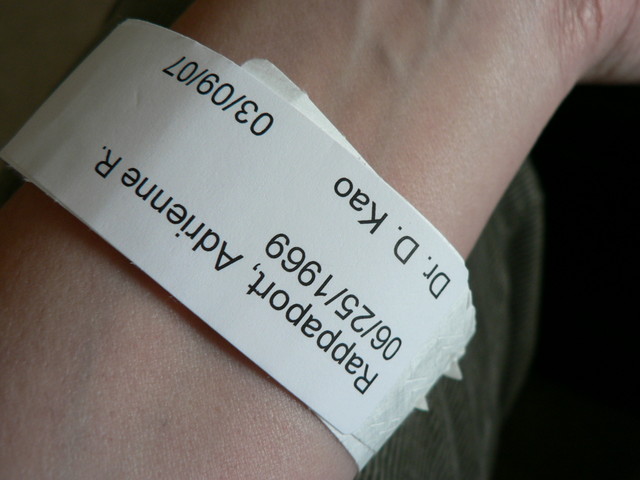 Rappaport, Adrienne R.
06/25/1969
Dr. D. Kao
03/09/07